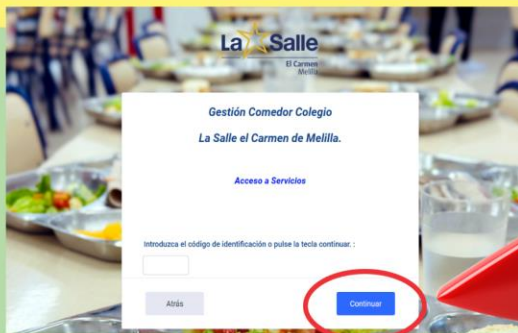 La Salle
El Carmen
Melilla
Gestión Comedor Colegio
La Salle el Carmen de Melilla.
Acceso a Servicios
Introduzca el código de identificación o pulse la tecla continuar. :
Atrás
Continuar